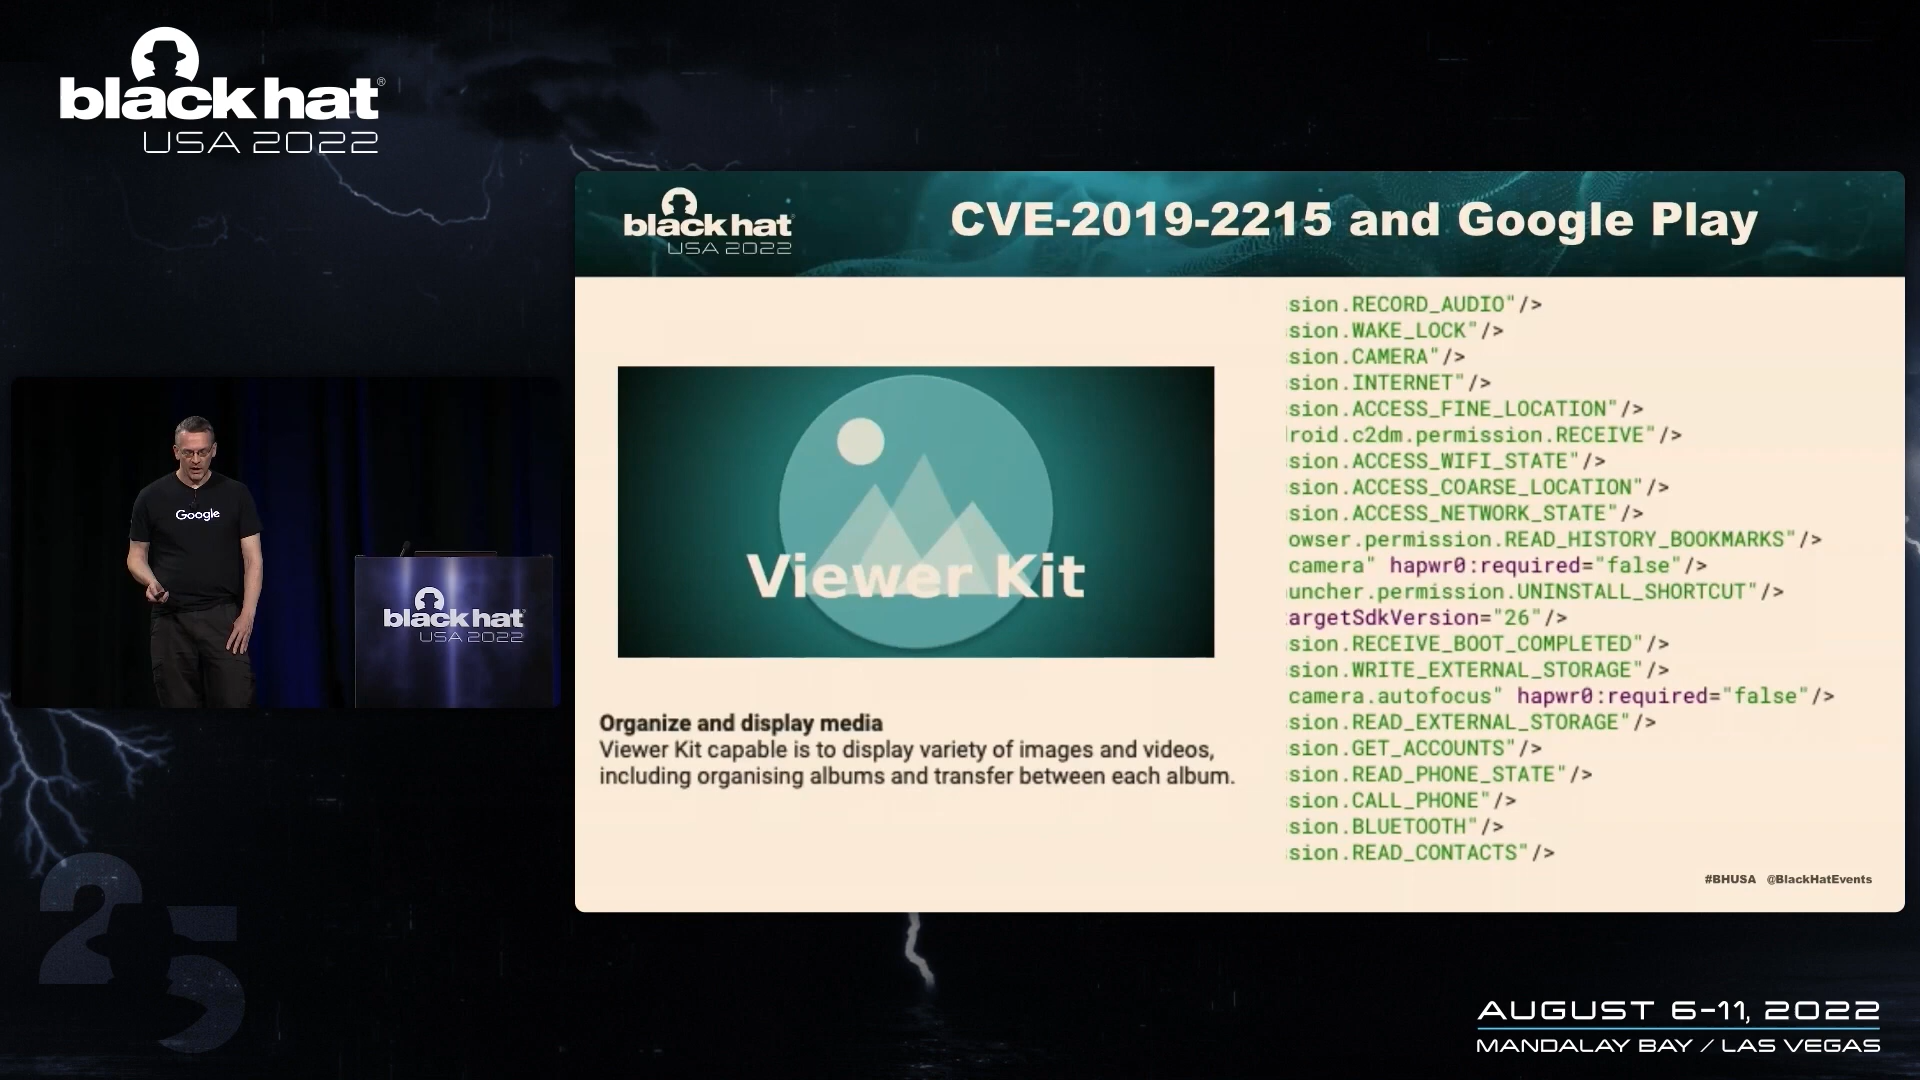 black hat®
USA 2022
Google
black hat
USA 2022
black hat
USA 2022
CVE-2019-2215 and Google Play
Viewer Kit
Organize and display media
Viewer Kit capable is to display variety of images and videos,
including organising albums and transfer between each album.
sion.RECORD_AUDIO"/>
sion.WAKE_LOCK"/>
sion.CAMERA"/>
sion.INTERNET"/>
sion.ACCESS_FINE_LOCATION"/>
roid.c2dm.permission.RECEIVE"/>
sion.ACCESS_WIFI_STATE"/>
sion.ACCESS_COARSE_LOCATION"/>
sion.ACCESS_NETWORK_STATE"/>
owser.permission.READ_HISTORY_BOOKMARKS"/>
camera" hapwr0:required="false"/>
uncher.permission.UNINSTALL_SHORTCUT"/>
argetSdkVersion="26"/>
sion.RECEIVE_BOOT_COMPLETED"/>
sion.WRITE_EXTERNAL_STORAGE"/>
camera.autofocus" hapwr0:required="false"/>
sion.READ_EXTERNAL_STORAGE"/>
sion.GET_ACCOUNTS"/>
sion.READ_PHONE_STATE"/>
sion.CALL_PHONE"/>
sion.BLUETOOTH"/>
sion.READ_CONTACTS"/>
#BHUSA @BlackHatEvents
25
AUGUST 6-11, 2022
MANDALAY BAY / LAS VEGAS